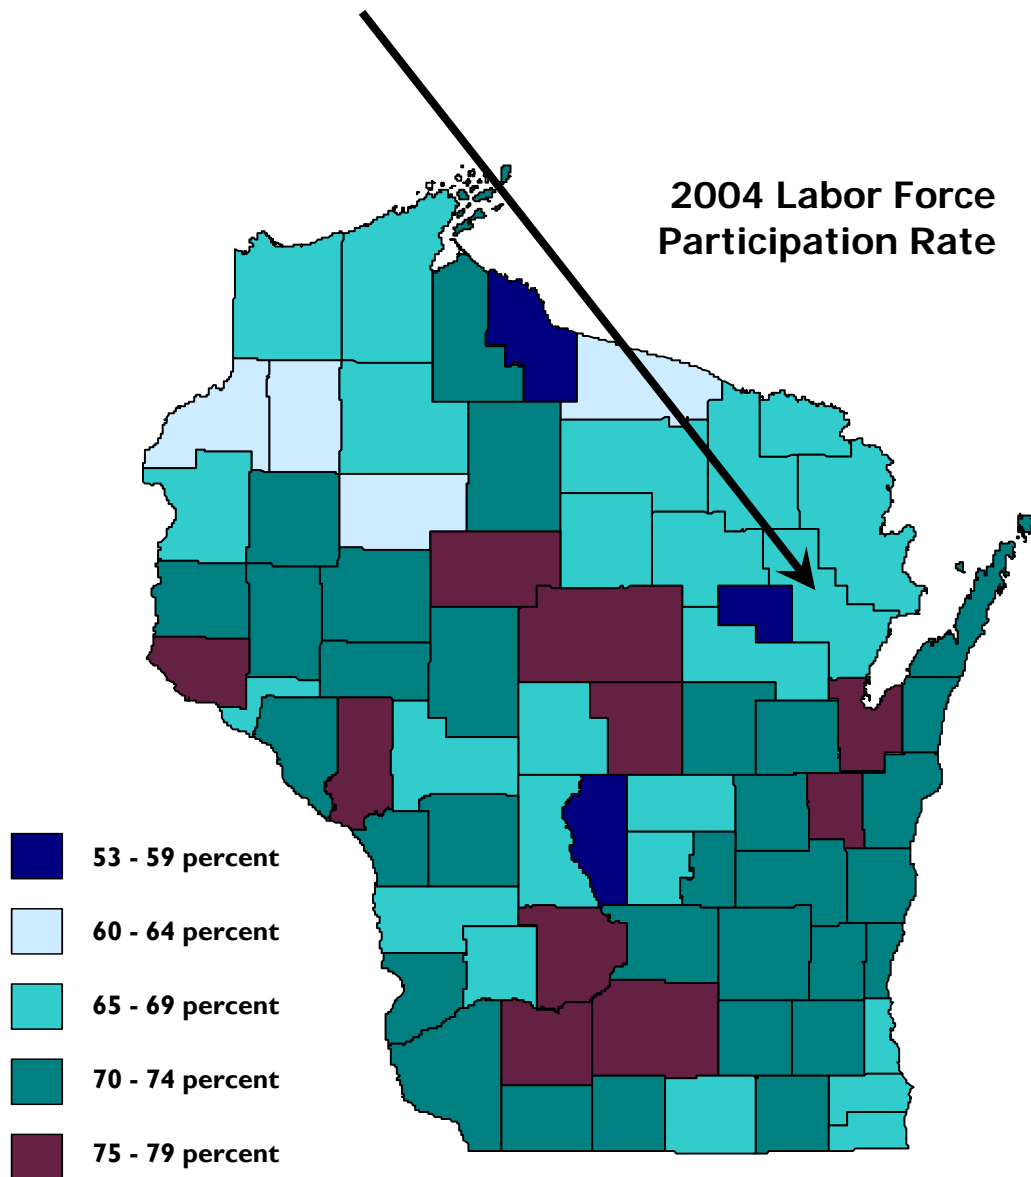 2004 Labor Force
Participation Rate
53 - 59 percent
60 - 64 percent
65 - 69 percent
70 - 74 percent
75 - 79 percent